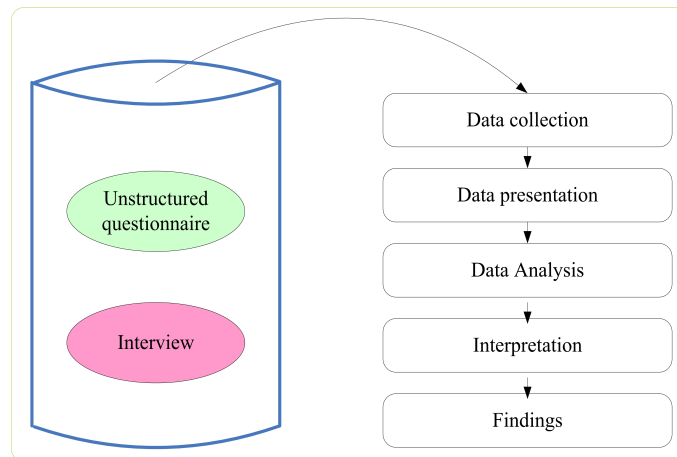 Unstructured
questionnaire
Interview
Data collection
Data presentation
Data Analysis
Interpretation
Findings